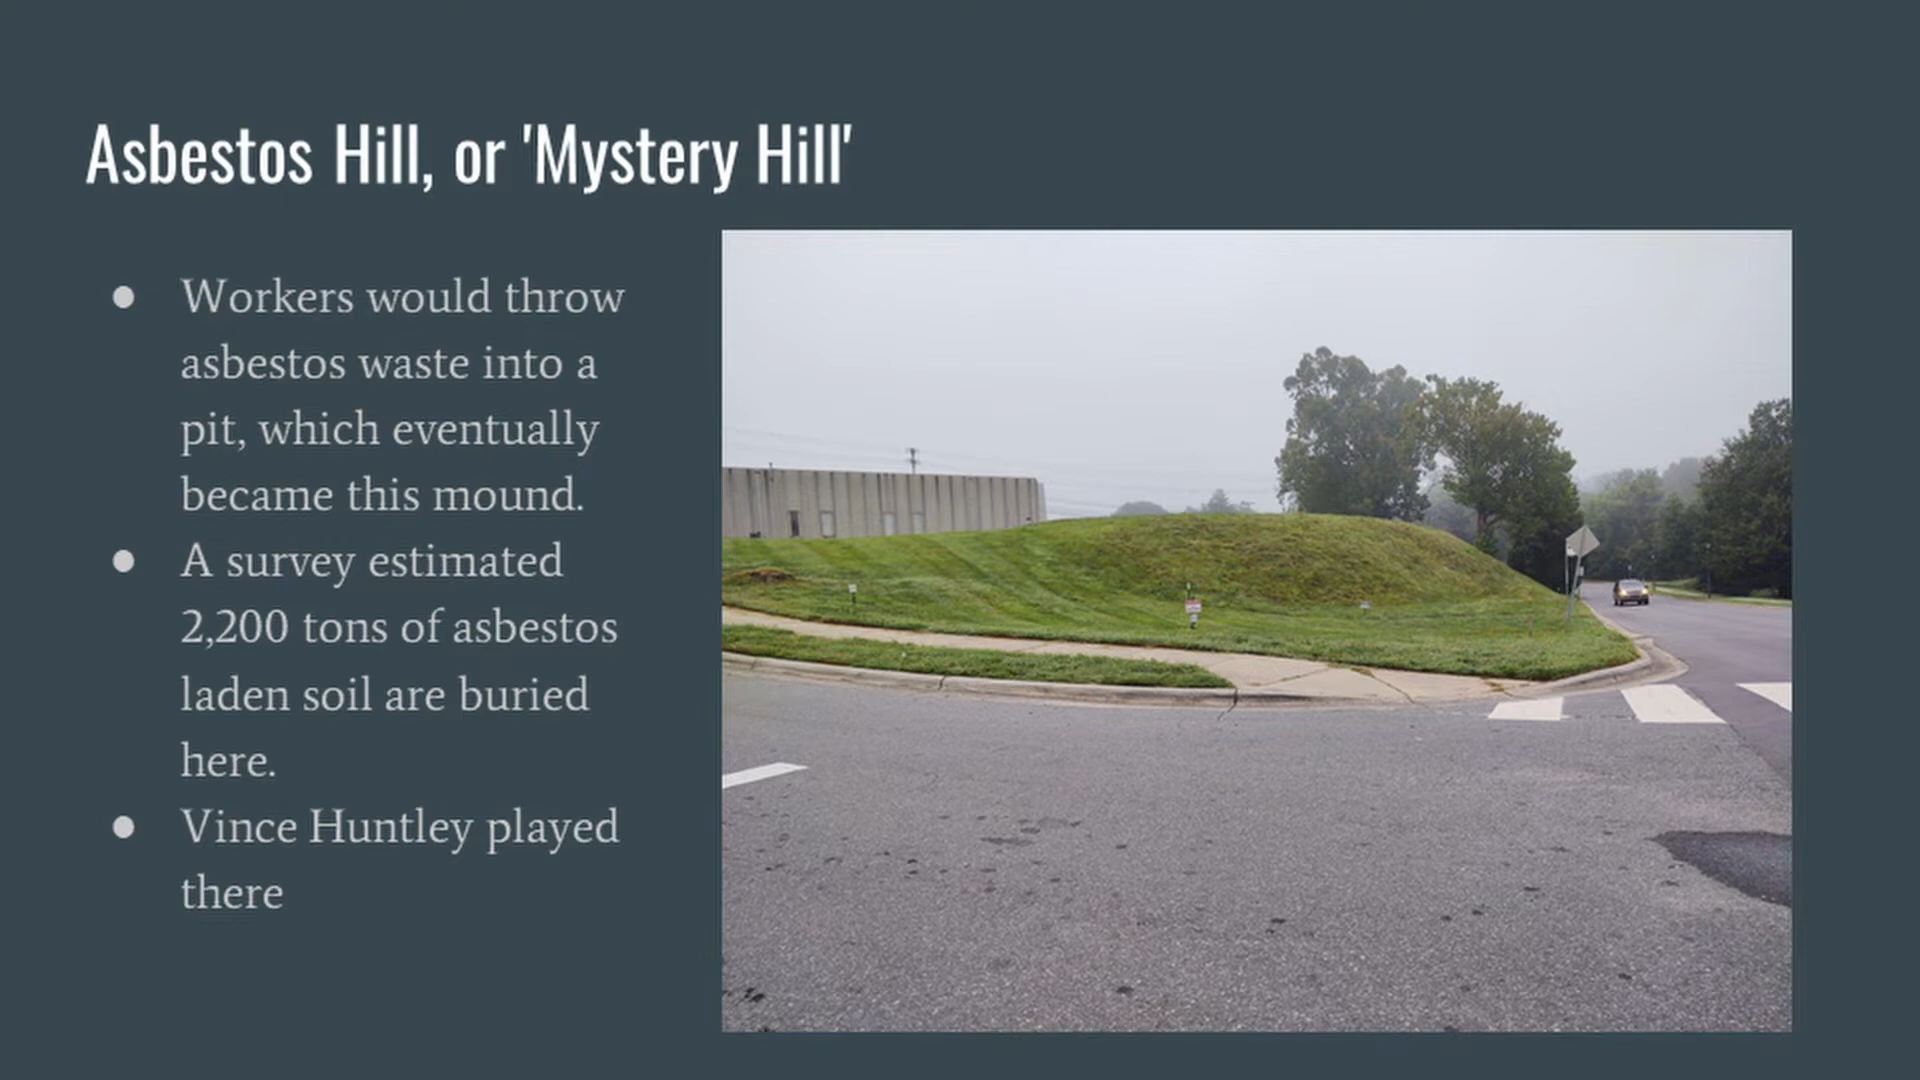 Asbestos Hill, or 'Mystery Hill'
● Workers would throw
asbestos waste into a
pit, which eventually
became this mound.
● A survey estimated
2,200 tons of asbestos
laden soil are buried
here.
● Vince Huntley played
there